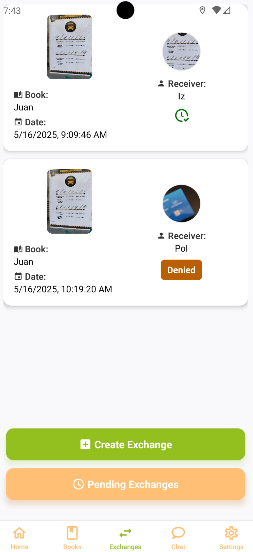 7:43
Book:
Juan
Date:
5/16/2025, 9:09:46 AM
Receiver:
Iz
Book:
Juan
Date:
5/16/2025, 10:19:20 AM
Receiver:
Pol
Denied
Create Exchange
Pending Exchanges
Home
Books
Exchanges
Chat
Settings